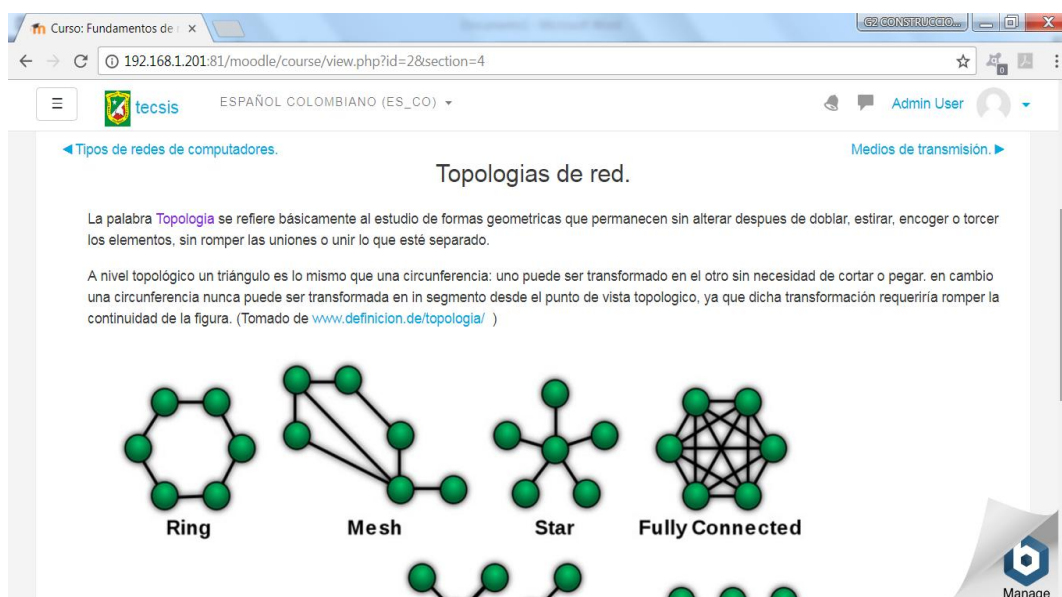 Curso: Fundamentos de
G2 CONSTRUCCIO...
192.168.1.201:81/moodle/course/view.php?id=2&section=4
0
tecsis
ESPAÑOL COLOMBIANO (ES_CO)
Admin User
◄Tipos de redes de computadores.
Medios de transmisión.►
Topologias de red.
La palabra Topologia se refiere básicamente al estudio de formas geometricas que permanecen sin alterar despues de doblar, estirar, encoger o torcer
los elementos, sin romper las uniones o unir lo que esté separado.
A nivel topológico un triángulo es lo mismo que una circunferencia: uno puede ser transformado en el otro sin necesidad de cortar o pegar. en cambio
una circunferencia nunca puede ser transformada en in segmento desde el punto de vista topologico, ya que dicha transformación requeriría romper la
continuidad de la figura. (Tomado de www.definicion.de/topologia/ )
Ring
Mesh
Star
Fully Connected
Manage